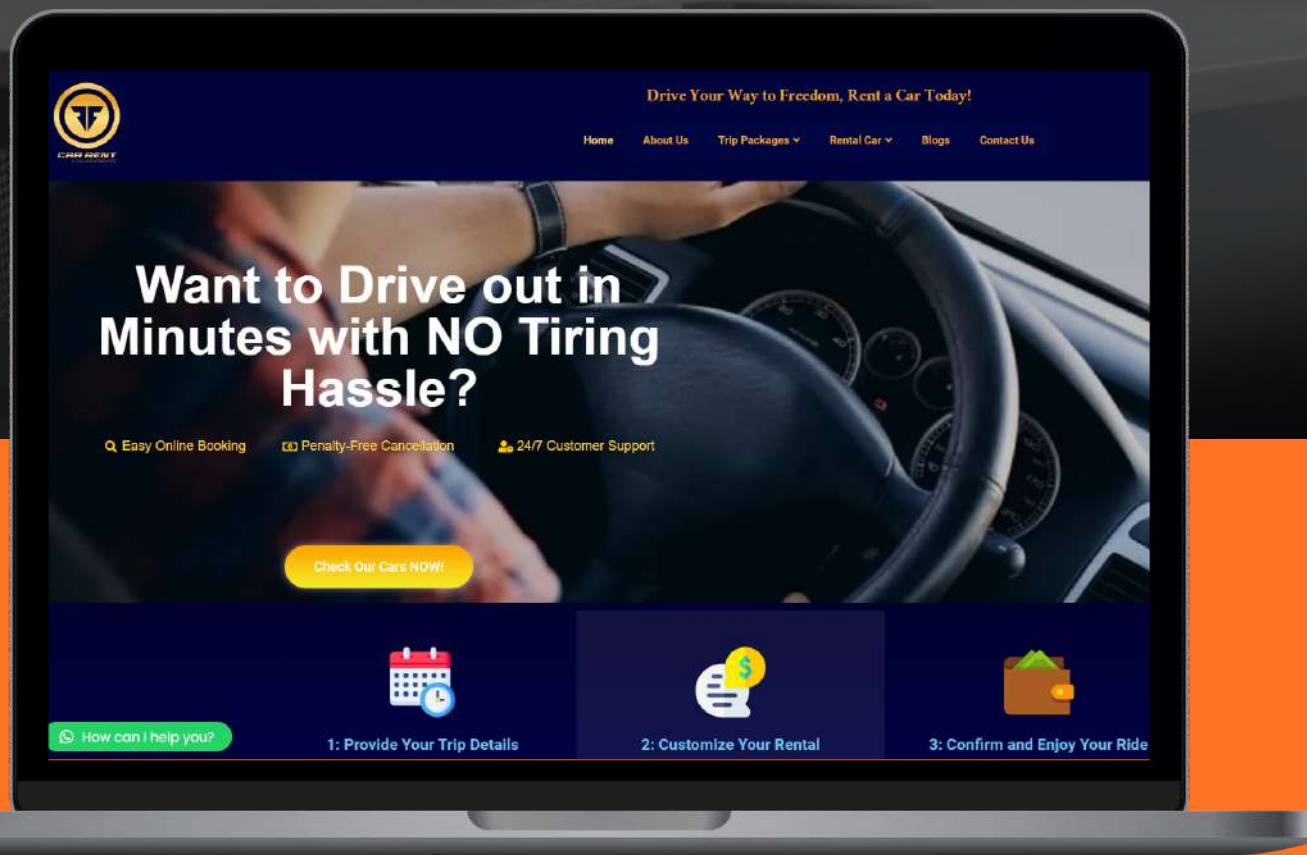 Drive Your Way to Freedom, Rent a Car Today!
CAR RENT
Home About Us Trip Packages Rental Car Blogs Contact Us
Want to Drive out in
Minutes with NO Tiring
Hassle?
Easy Online Booking Penalty-Free Cancellation 24/7 Customer Support
Check Our Cars NOW!
How can I help you?
1: Provide Your Trip Details 2: Customize Your Rental 3: Confirm and Enjoy Your Ride